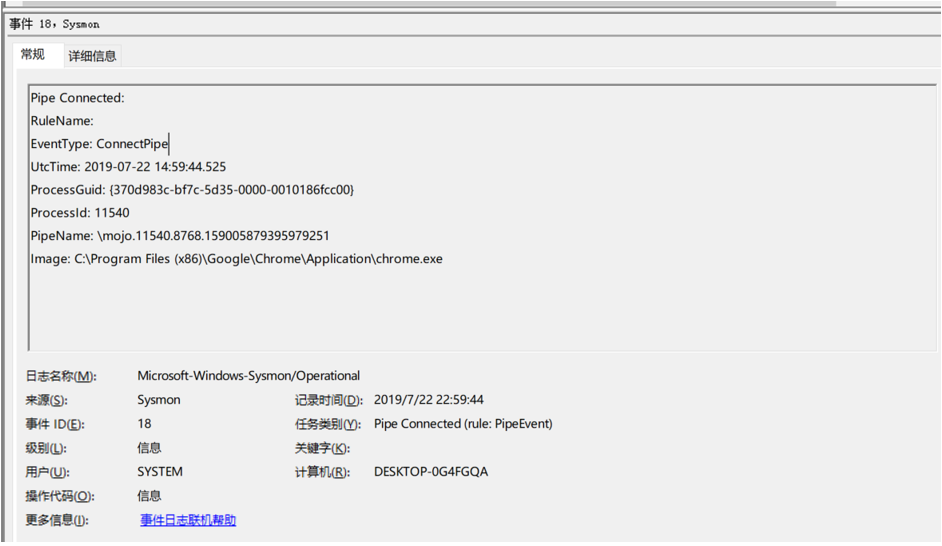 事件 18，Sysmon
常规 详细信息
Pipe Connected:
RuleName:
EventType: ConnectPipe
UtcTime: 2019-07-22 14:59:44.525
ProcessGuid: {370d983c-bf7c-5d35-0000-0010186fcc00}
ProcessId: 11540
PipeName: \mojo.11540.8768.159005879395979251
Image: C:\Program Files (x86)\Google\Chrome\Application\chrome.exe
日志名称(M): Microsoft-Windows-Sysmon/Operational
来源(S): Sysmon 记录时间(D): 2019/7/22 22:59:44
事件 ID(E): 18 任务类别(Y): Pipe Connected (rule: PipeEvent)
级别(L): 信息 关键字(K):
用户(U): SYSTEM 计算机(R): DESKTOP-0G4FGQA
操作代码(O): 信息
更多信息(I): 事件日志联机帮助